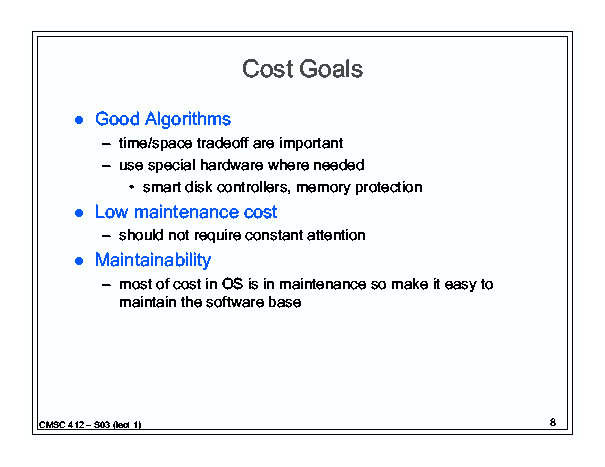 Cost Goals
● Good Algorithms
– time/space tradeoff are important
– use special hardware where needed
• smart disk controllers, memory protection
● Low maintenance cost
– should not require constant attention
● Maintainability
– most of cost in OS is in maintenance so make it easy to
maintain the software base
CMSC 412 – S03 (lect 1)
8